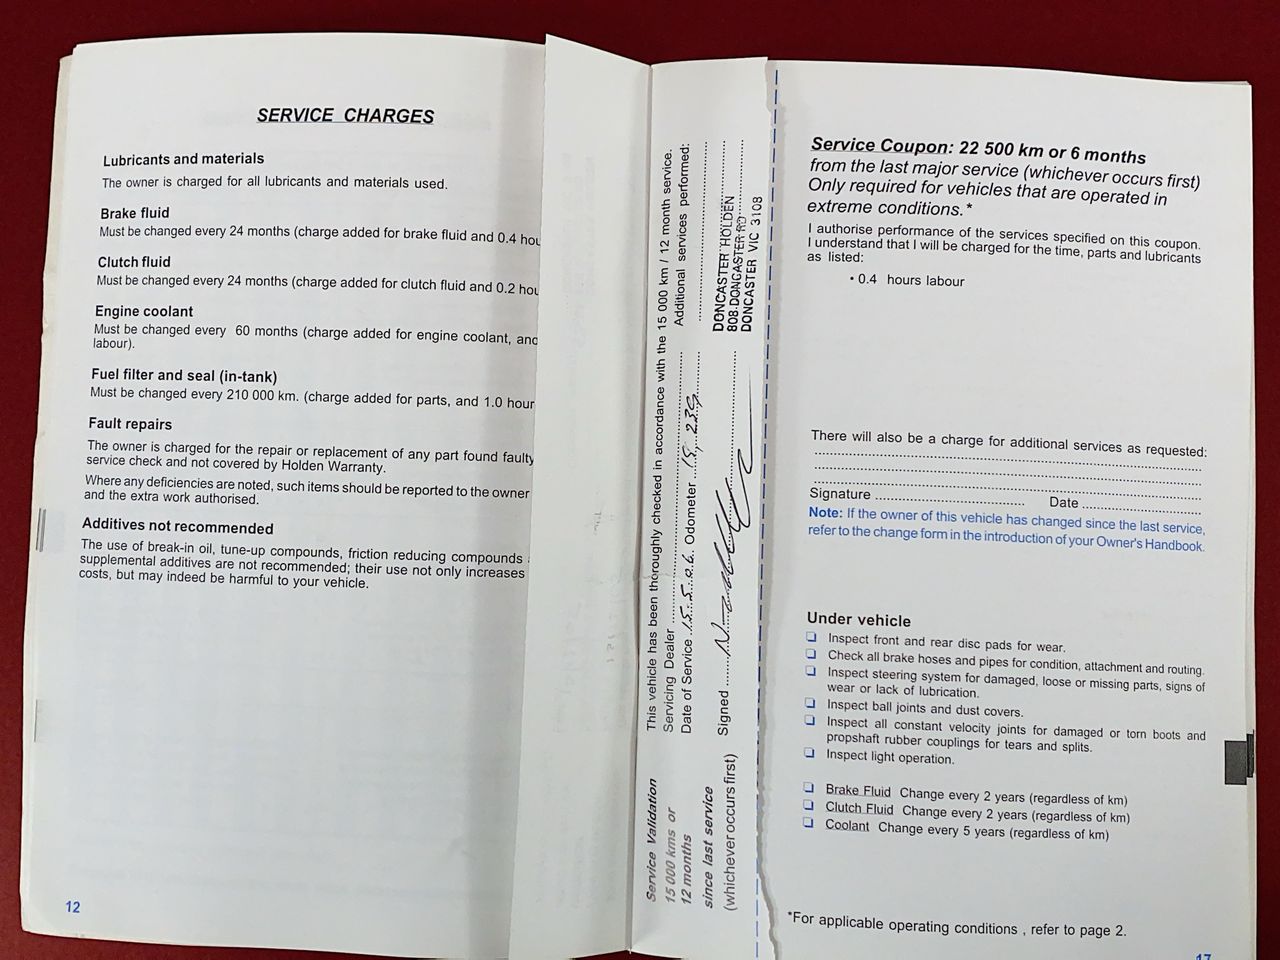 SERVICE CHARGES
Lubricants and materials
The owner is charged for all lubricants and materials used.
Brake fluid
Must be changed every 24 months (charge added for brake fluid and 0.4 hou
Clutch fluid
Must be changed every 24 months (charge added for clutch fluid and 0.2 hou
Engine coolant
Must be changed every 60 months (charge added for engine coolant, and
labour).
Fuel filter and seal (in-tank)
Must be changed every 210 000 km. (charge added for parts, and 1.0 hour
Fault repairs
The owner is charged for the repair or replacement of any part found faulty
service check and not covered by Holden Warranty.
Where any deficiencies are noted, such items should be reported to the owner
and the extra work authorised.
Additives not recommended
The use of break-in oil, tune-up compounds, friction reducing compounds
supplemental additives are not recommended; their use not only increases
costs, but may indeed be harmful to your vehicle.
12
Service Validation
15 000 kms or
12 months
since last service
(whichever occurs first)
This vehicle has been thoroughly checked in accordance with the 15 000 km / 12 month service.
Servicing Dealer Additional services performed:
Date of Service 15.5.06. Odometer 15,239
Signed
DONCASTER HOLDEN
808 DONCASTER RD
DONCASTER VIC 3108
Service Coupon: 22 500 km or 6 months
from the last major service (whichever occurs first)
Only required for vehicles that are operated in
extreme conditions.*
I authorise performance of the services specified on this coupon.
I understand that I will be charged for the time, parts and lubricants
as listed:
• 0.4 hours labour
There will also be a charge for additional services as requested:
Signature Date
Note: If the owner of this vehicle has changed since the last service,
refer to the change form in the introduction of your Owner's Handbook.
Under vehicle
❑ Inspect front and rear disc pads for wear.
❑ Check all brake hoses and pipes for condition, attachment and routing.
❑ Inspect steering system for damaged, loose or missing parts, signs of
wear or lack of lubrication.
❑ Inspect ball joints and dust covers.
❑ Inspect all constant velocity joints for damaged or torn boots and
propshaft rubber couplings for tears and splits.
❑ Inspect light operation.
❑ Brake Fluid Change every 2 years (regardless of km)
❑ Clutch Fluid Change every 2 years (regardless of km)
❑ Coolant Change every 5 years (regardless of km)
*For applicable operating conditions , refer to page 2.
17